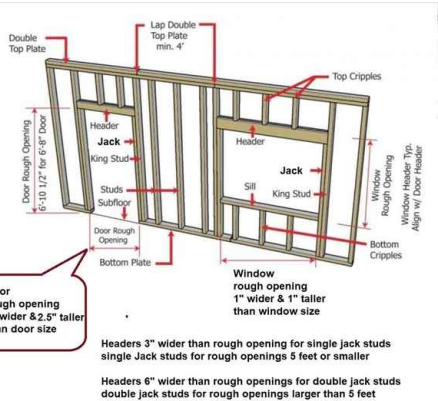 Double
Top Plate
Lap Double
Top Plate
min. 4'
Top Cripples
Header
Jack
King Stud
Header
Jack
Sill
King Stud
Studs
Subfloor
Door Rough Opening
6'-10 1/2" for 6'-8" Door
Window
Rough Opening
Window Header Typ.
Align w/ Door Header
Door Rough
Opening
Bottom Plate
Bottom
Cripples
Window
rough opening
1" wider & 1" taller
than window size
or
ugh opening
wider & 2.5" taller
n door size
Headers 3" wider than rough opening for single jack studs
single Jack studs for rough openings 5 feet or smaller
Headers 6" wider than rough openings for double jack studs
double jack studs for rough openings larger than 5 feet